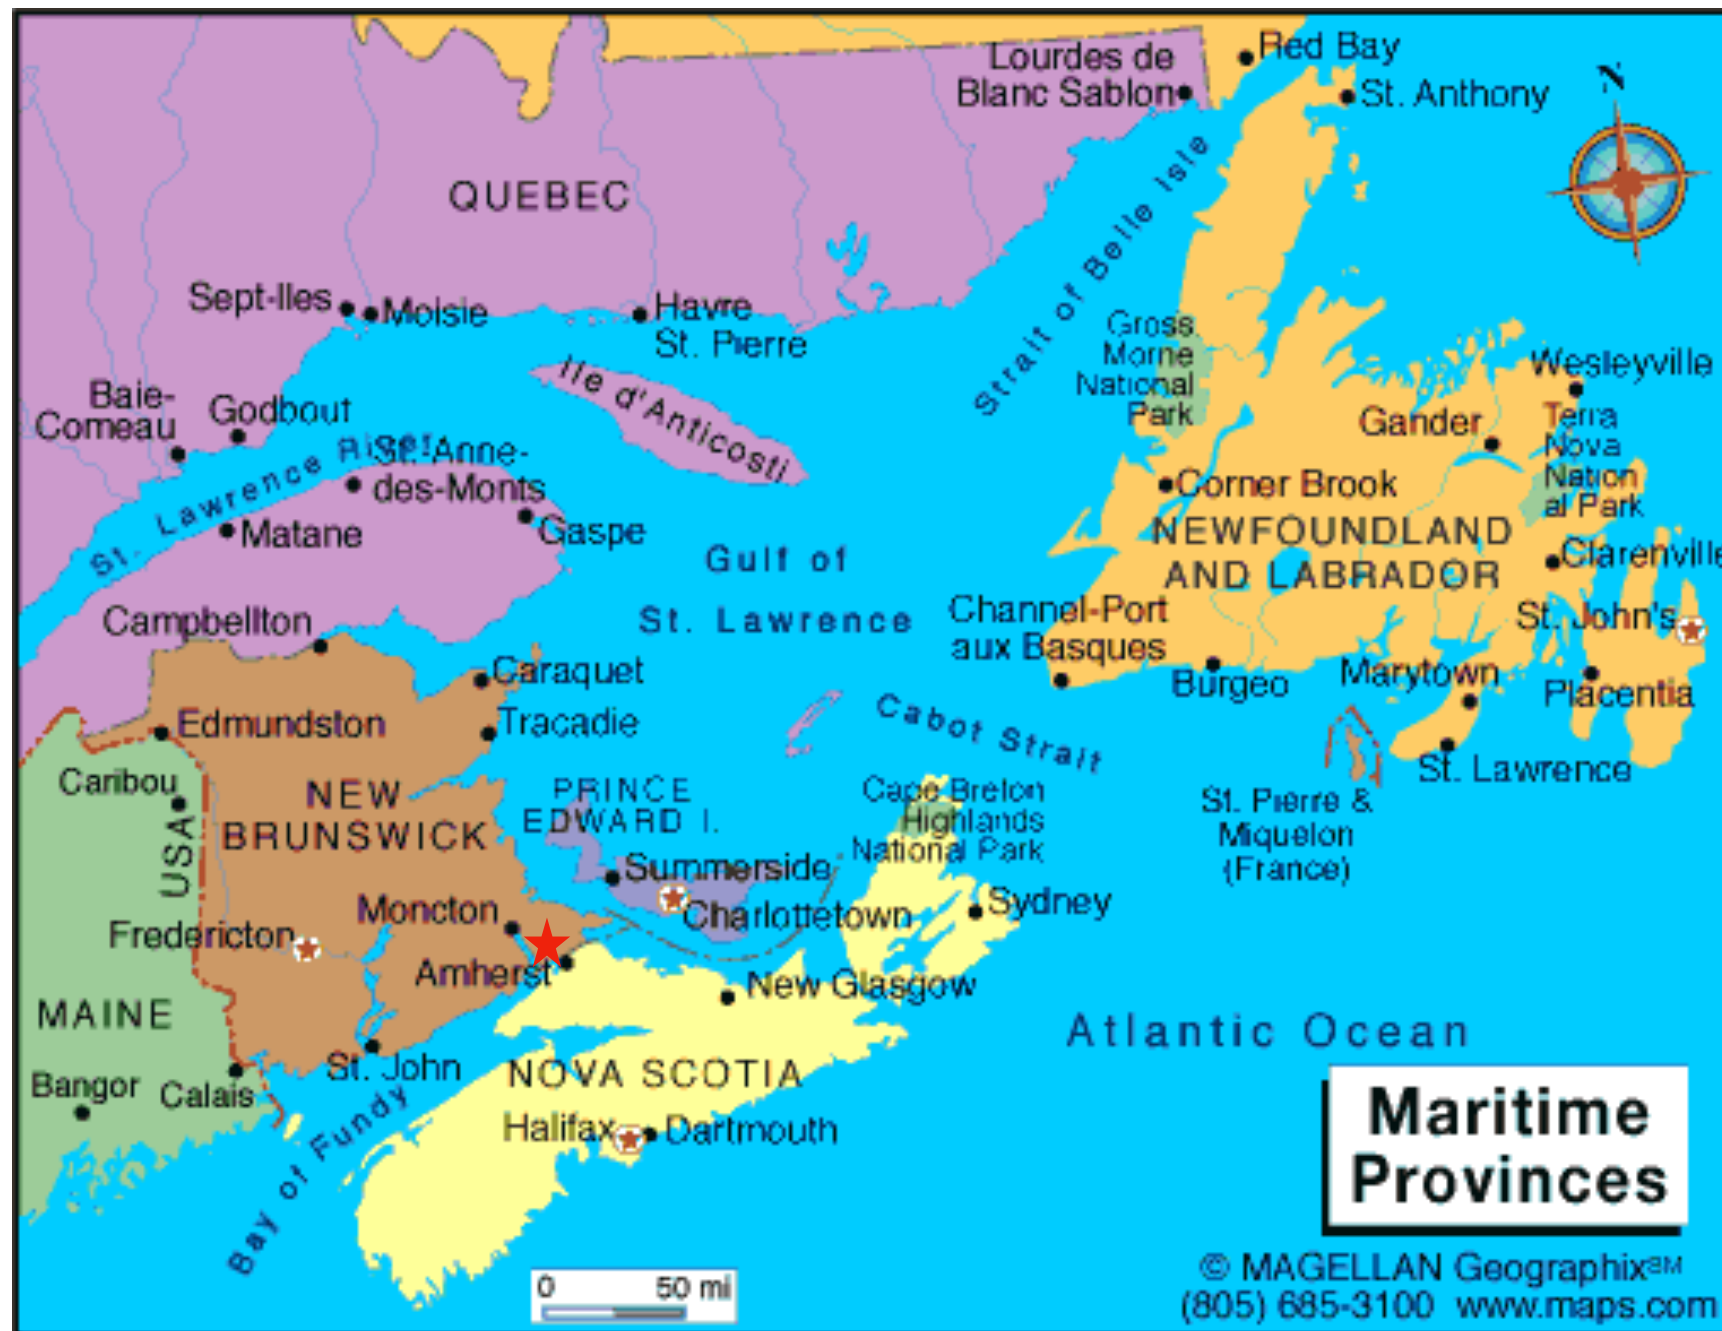 Lourdes de
Blanc Sablon
Red Bay
St. Anthony
N
QUEBEC
Strait of Belle Isle
Sept-Iles
Moisie
Havre
St. Pierre
Gross
Morne
National
Park
Ile d'Anticosti
Baie-
Comeau
Godbout
St. Lawrence River
St. Anne-
des-Monts
Matane
Gaspe
Wesleyville
Gander
Terra
Nova
Nation
al Park
Corner Brook
NEWFOUNDLAND
AND LABRADOR
Clarenville
Gulf of
St. Lawrence
Campbellton
Channel-Port
aux Basques
St. John's
Burgeo
Marytown
Placentia
St. Lawrence
Caraquet
Edmundston
Tracadie
Cabot Strait
Caribou
USA
NEW
BRUNSWICK
PRINCE
EDWARD I.
Cape Breton
Highlands
National Park
St. Pierre &
Miquelon
(France)
Summerside
Charlottetown
Sydney
Moncton
Fredericton
Amherst
New Glasgow
MAINE
Atlantic Ocean
Bangor
Calais
St. John
NOVA SCOTIA
Bay of Fundy
Halifax
Dartmouth
Maritime
Provinces
0 50 mi
© MAGELLAN Geographix℠
(805) 685-3100 www.maps.com